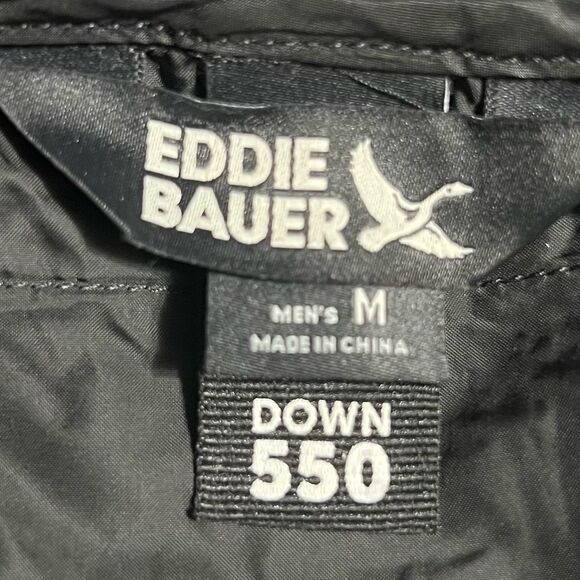 EDDIE
BAUER
MEN'S M
MADE IN CHINA
DOWN
550